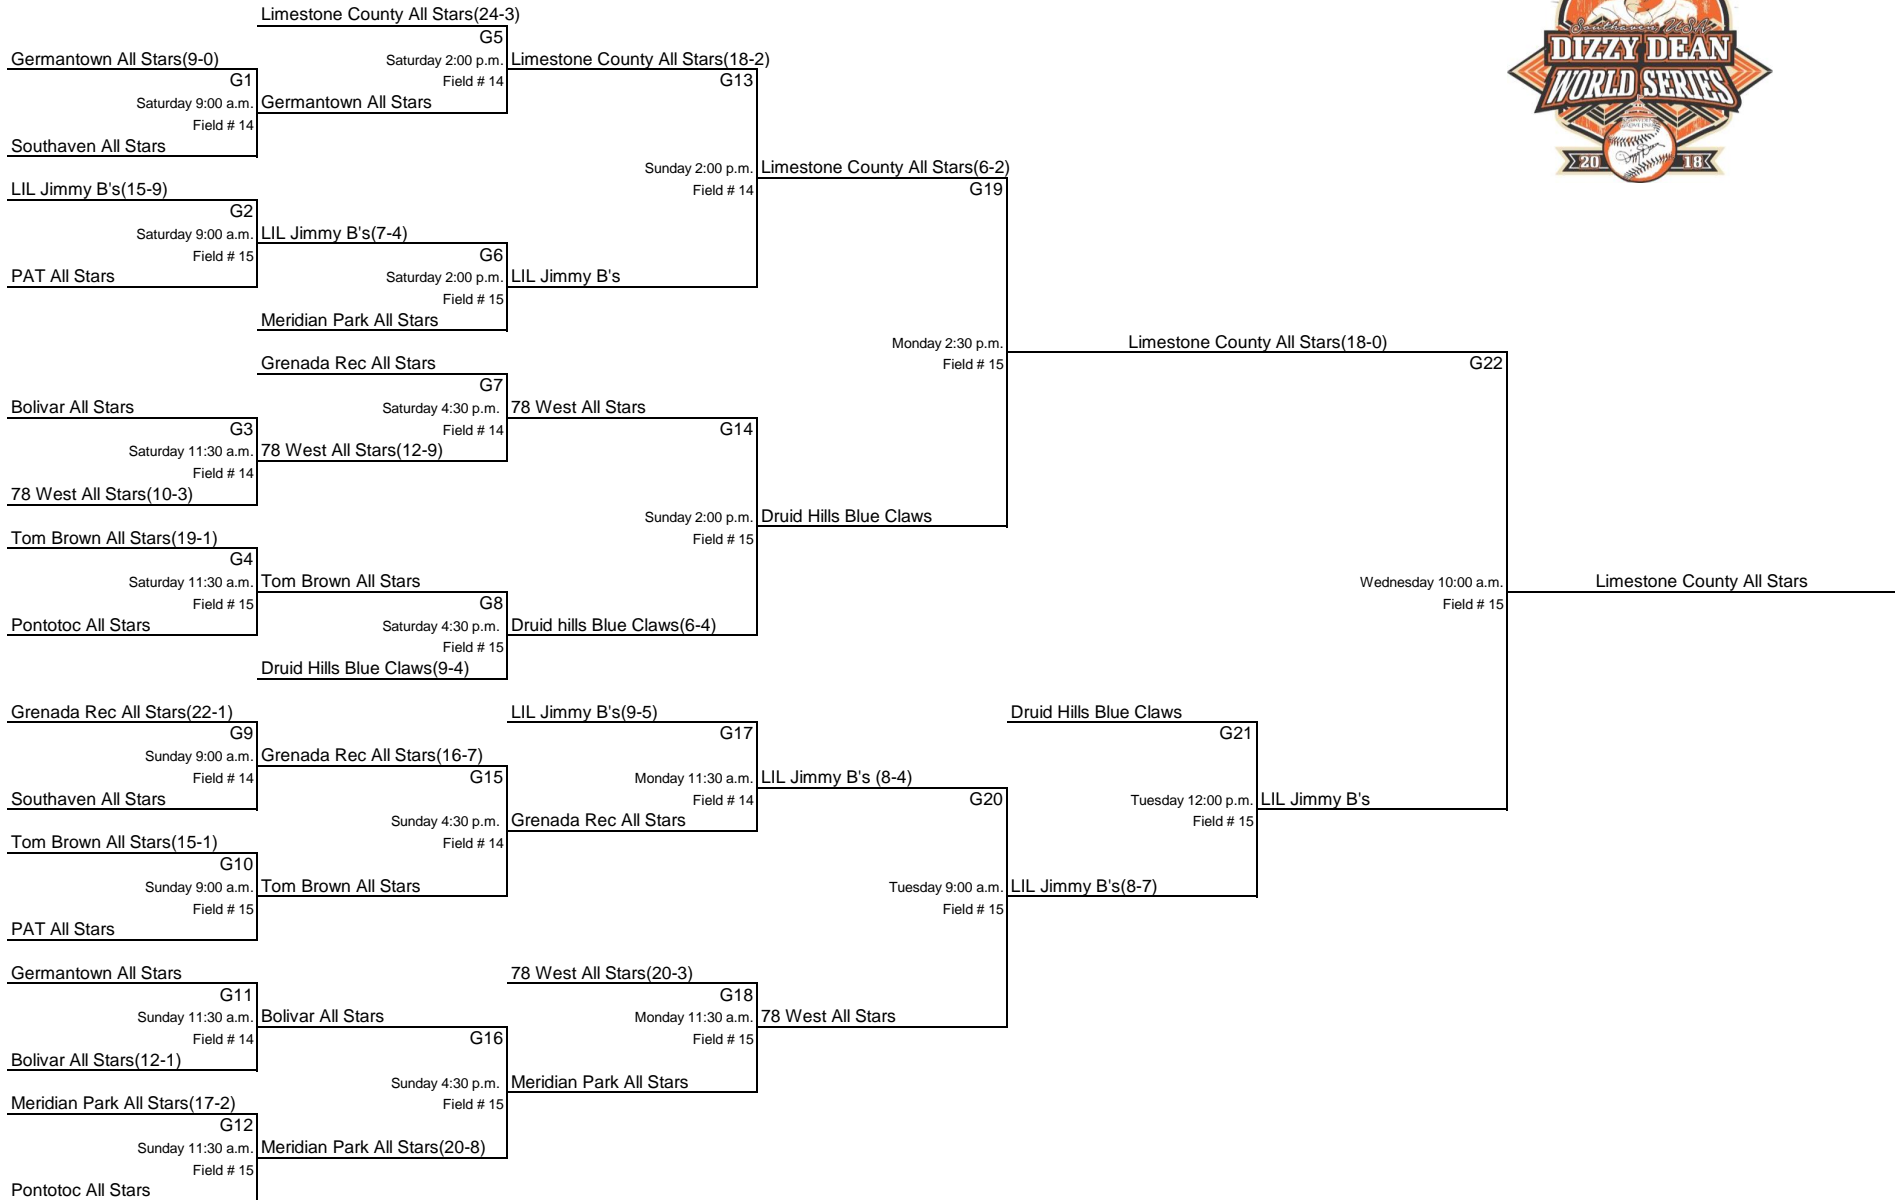 Limestone County All Stars(24-3)
G5
Germantown All Stars(9-0)
Saturday 2:00 p.m.
Limestone County All Stars(18-2)
G1
Field # 14
G13
Saturday 9:00 a.m.
Germantown All Stars
Field # 14
Southaven All Stars
Sunday 2:00 p.m.
Limestone County All Stars(6-2)
LIL Jimmy B's(15-9)
Field # 14
G19
G2
Saturday 9:00 a.m.
LIL Jimmy B's(7-4)
Field # 15
G6
PAT All Stars
Saturday 2:00 p.m.
LIL Jimmy B's
Field # 15
Meridian Park All Stars
Monday 2:30 p.m.
Limestone County All Stars(18-0)
Grenada Rec All Stars
Field # 15
G22
G7
Bolivar All Stars
Saturday 4:30 p.m.
78 West All Stars
G3
Field # 14
G14
Saturday 11:30 a.m.
78 West All Stars(12-9)
Field # 14
78 West All Stars(10-3)
Sunday 2:00 p.m.
Druid Hills Blue Claws
Tom Brown All Stars(19-1)
Field # 15
G4
Saturday 11:30 a.m.
Tom Brown All Stars
Wednesday 10:00 a.m.
Limestone County All Stars
Field # 15
G8
Field # 15
Pontotoc All Stars
Saturday 4:30 p.m.
Druid hills Blue Claws(6-4)
Field # 15
Druid Hills Blue Claws(9-4)
Grenada Rec All Stars(22-1)
LIL Jimmy B's(9-5)
Druid Hills Blue Claws
G9
G17
G21
Sunday 9:00 a.m.
Grenada Rec All Stars(16-7)
Field # 14
G15
Monday 11:30 a.m.
LIL Jimmy B's (8-4)
Southaven All Stars
Field # 14
G20
Tuesday 12:00 p.m.
LIL Jimmy B's
Sunday 4:30 p.m.
Grenada Rec All Stars
Field # 15
Tom Brown All Stars(15-1)
Field # 14
G10
Sunday 9:00 a.m.
Tom Brown All Stars
Tuesday 9:00 a.m.
LIL Jimmy B's(8-7)
Field # 15
Field # 15
PAT All Stars
Germantown All Stars
78 West All Stars(20-3)
G11
G18
Sunday 11:30 a.m.
Bolivar All Stars
Monday 11:30 a.m.
78 West All Stars
Field # 14
G16
Field # 15
Bolivar All Stars(12-1)
Sunday 4:30 p.m.
Meridian Park All Stars
Meridian Park All Stars(17-2)
Field # 15
G12
Sunday 11:30 a.m.
Meridian Park All Stars(20-8)
Field # 15
Pontotoc All Stars
Southaven, USA
DIZZY DEAN
WORLD SERIES
Dizzy Dean
20 18